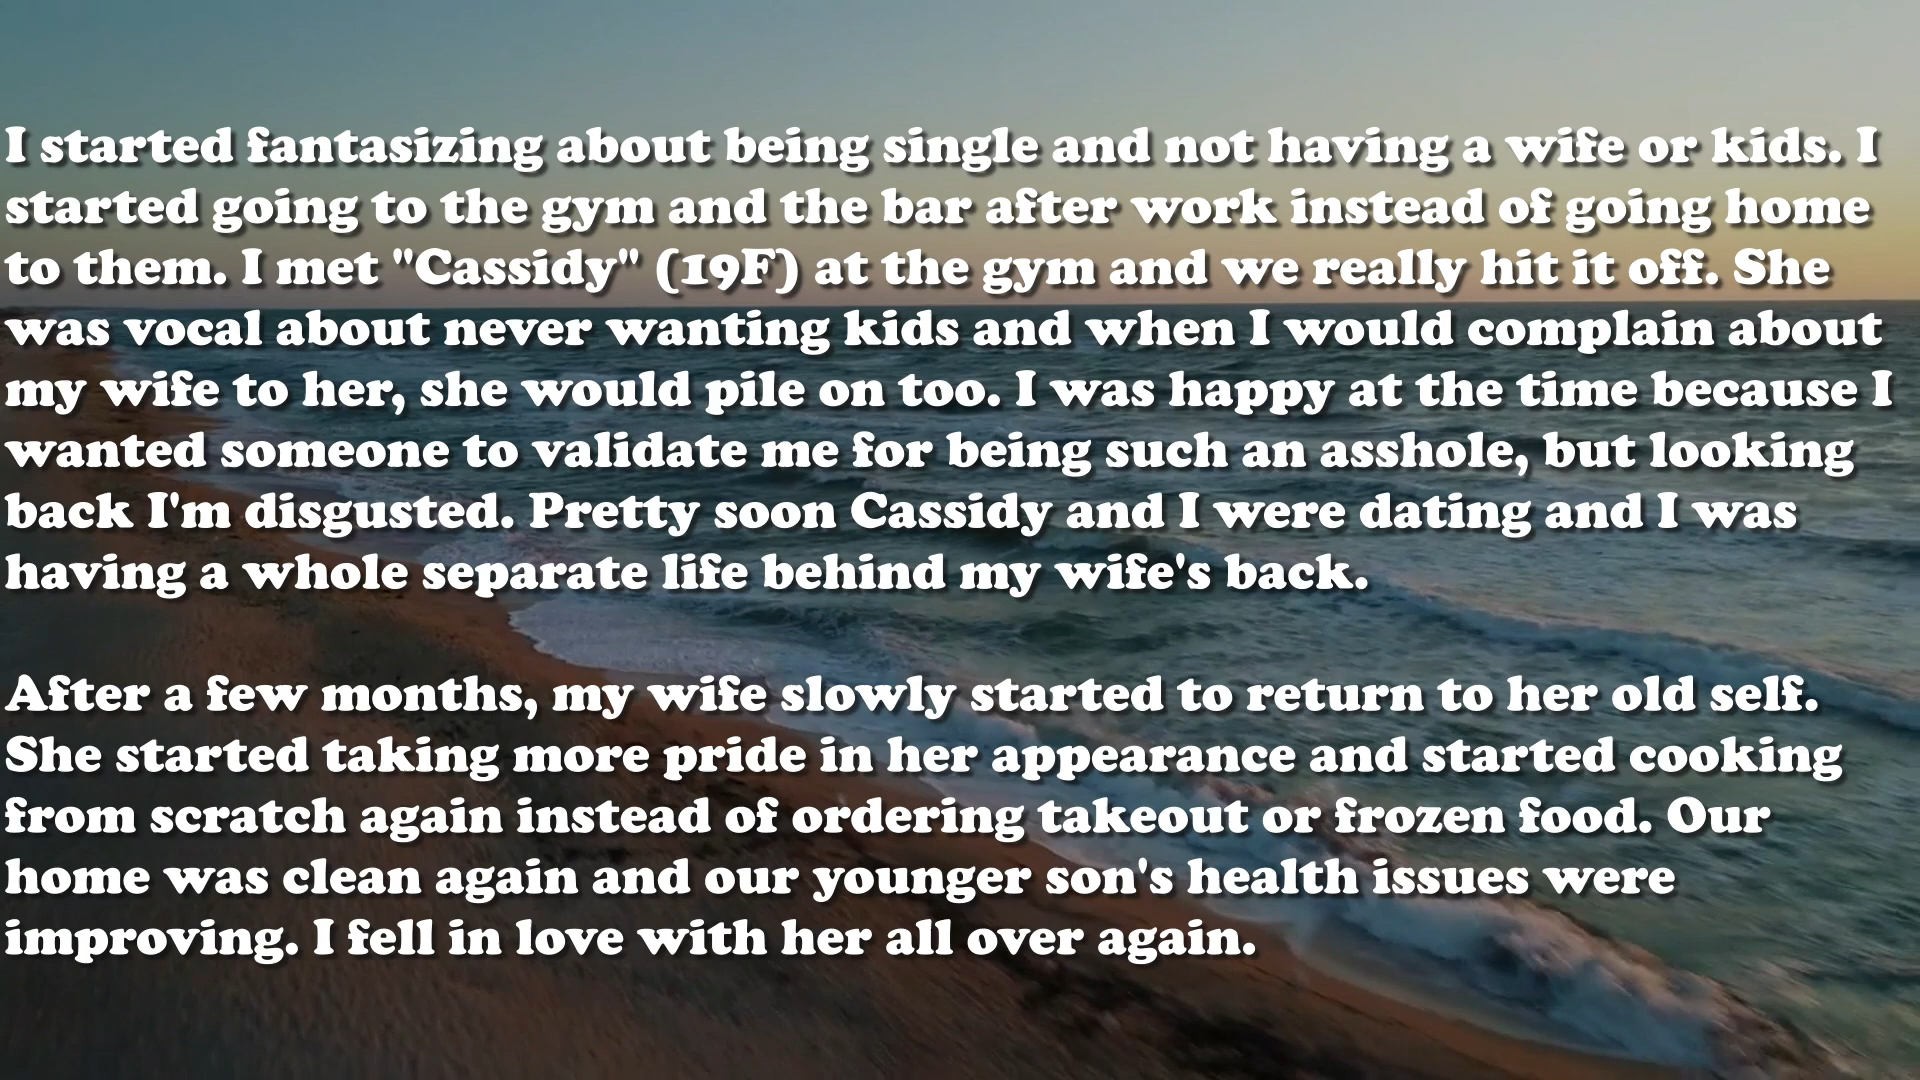 I started fantasizing about being single and not having a wife or kids. I
started going to the gym and the bar after work instead of going home
to them. I met "Cassidy" (19F) at the gym and we really hit it off. She
was vocal about never wanting kids and when I would complain about
my wife to her, she would pile on too. I was happy at the time because I
wanted someone to validate me for being such an asshole, but looking
back I'm disgusted. Pretty soon Cassidy and I were dating and I was
having a whole separate life behind my wife's back.
After a few months, my wife slowly started to return to her old self.
She started taking more pride in her appearance and started cooking
from scratch again instead of ordering takeout or frozen food. Our
home was clean again and our younger son's health issues were
improving. I fell in love with her all over again.